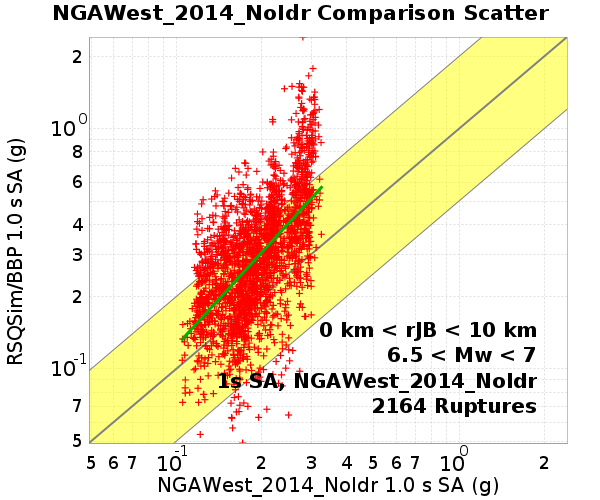 NGAWest_2014_NoIdr Comparison Scatter
RSQSim/BBP 1.0 s SA (g)
2
10^0
8
6
4
3
2
10^-1
7
5
0 km < rJB < 10 km
6.5 < Mw < 7
1s SA, NGAWest_2014_NoIdr
2164 Ruptures
5 6 7 10^-1 2 3 4 5 6 7 10^0 2
NGAWest_2014_NoIdr 1.0 s SA (g)